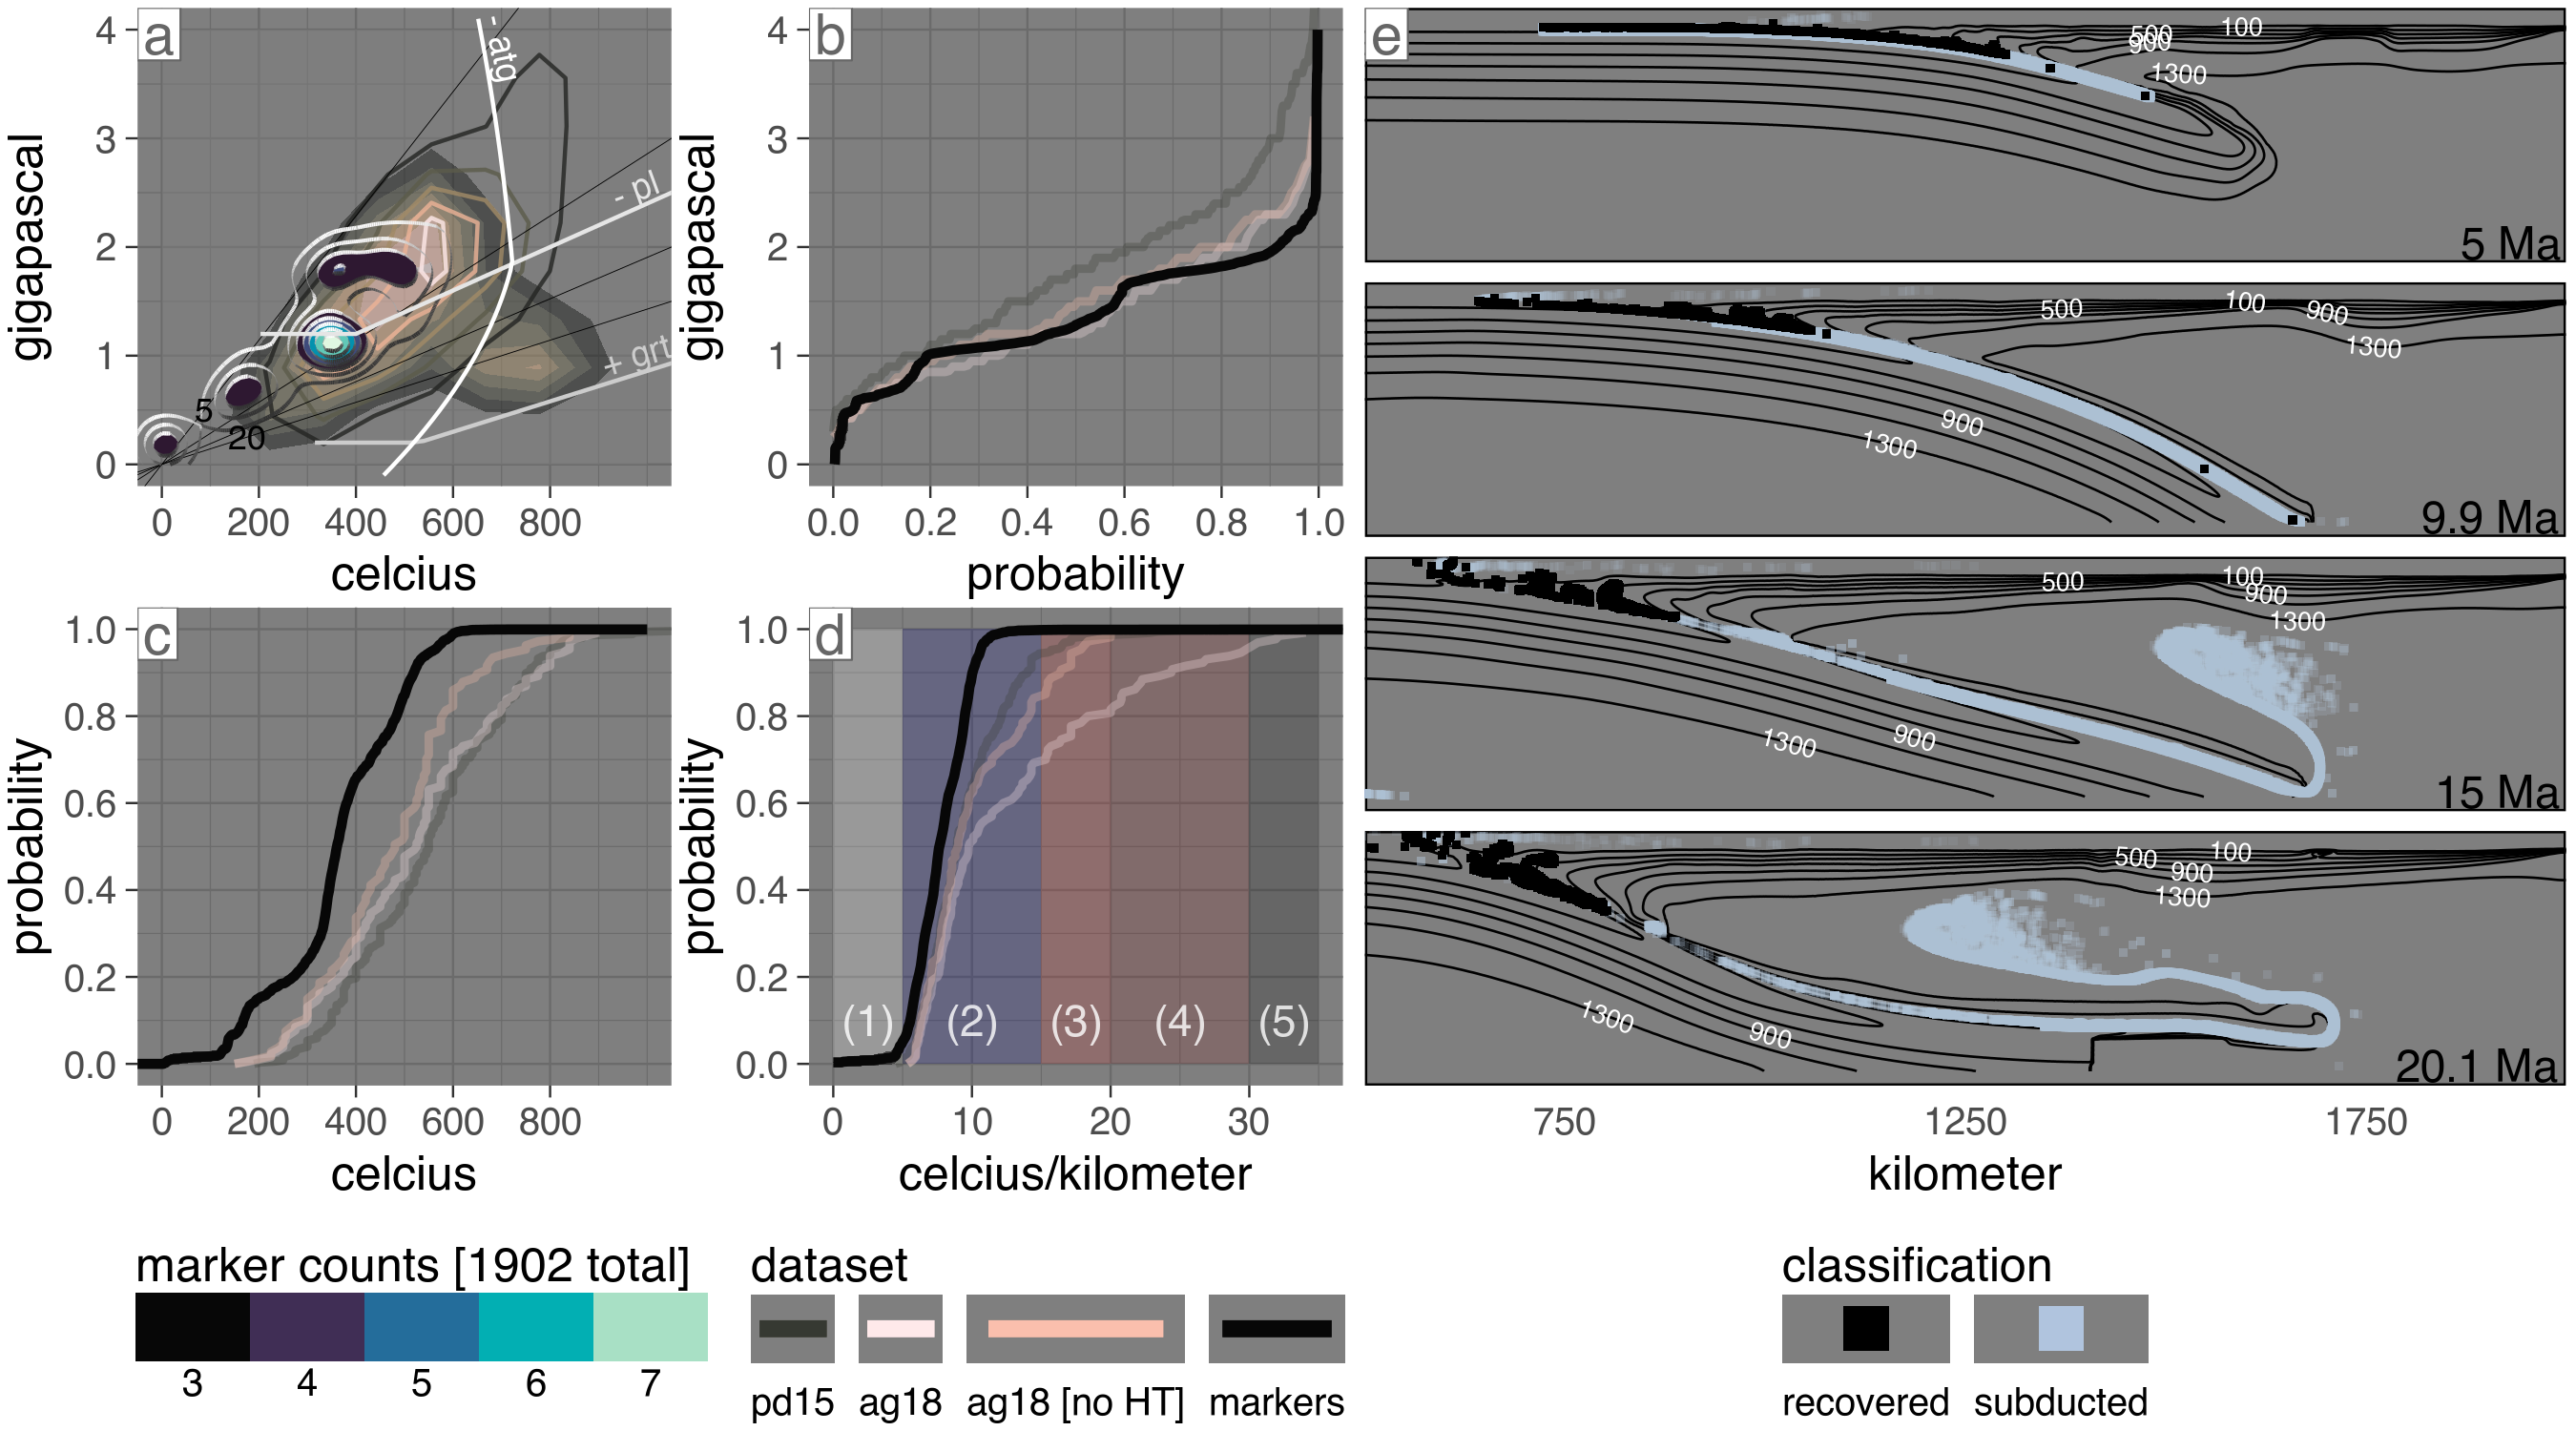 a
4
3
2
1
0
gigapascal
- atg
- pl
+ grt
5
20
0 200 400 600 800
celcius
b
4
3
2
1
0
gigapascal
0.0 0.2 0.4 0.6 0.8 1.0
probability
c
1.0
0.8
0.6
0.4
0.2
0.0
probability
0 200 400 600 800
celcius
d
1.0
0.8
0.6
0.4
0.2
0.0
probability
(1) (2) (3) (4) (5)
0 10 20 30
celcius/kilometer
e
500 100
900
1300
5 Ma
500 100 900
1300
900
1300
9.9 Ma
500 100
900
1300
1300 900
15 Ma
500 100
900
1300
1300 900
20.1 Ma
750 1250 1750
kilometer
marker counts [1902 total]
3 4 5 6 7
dataset
pd15 ag18 ag18 [no HT] markers
classification
recovered subducted